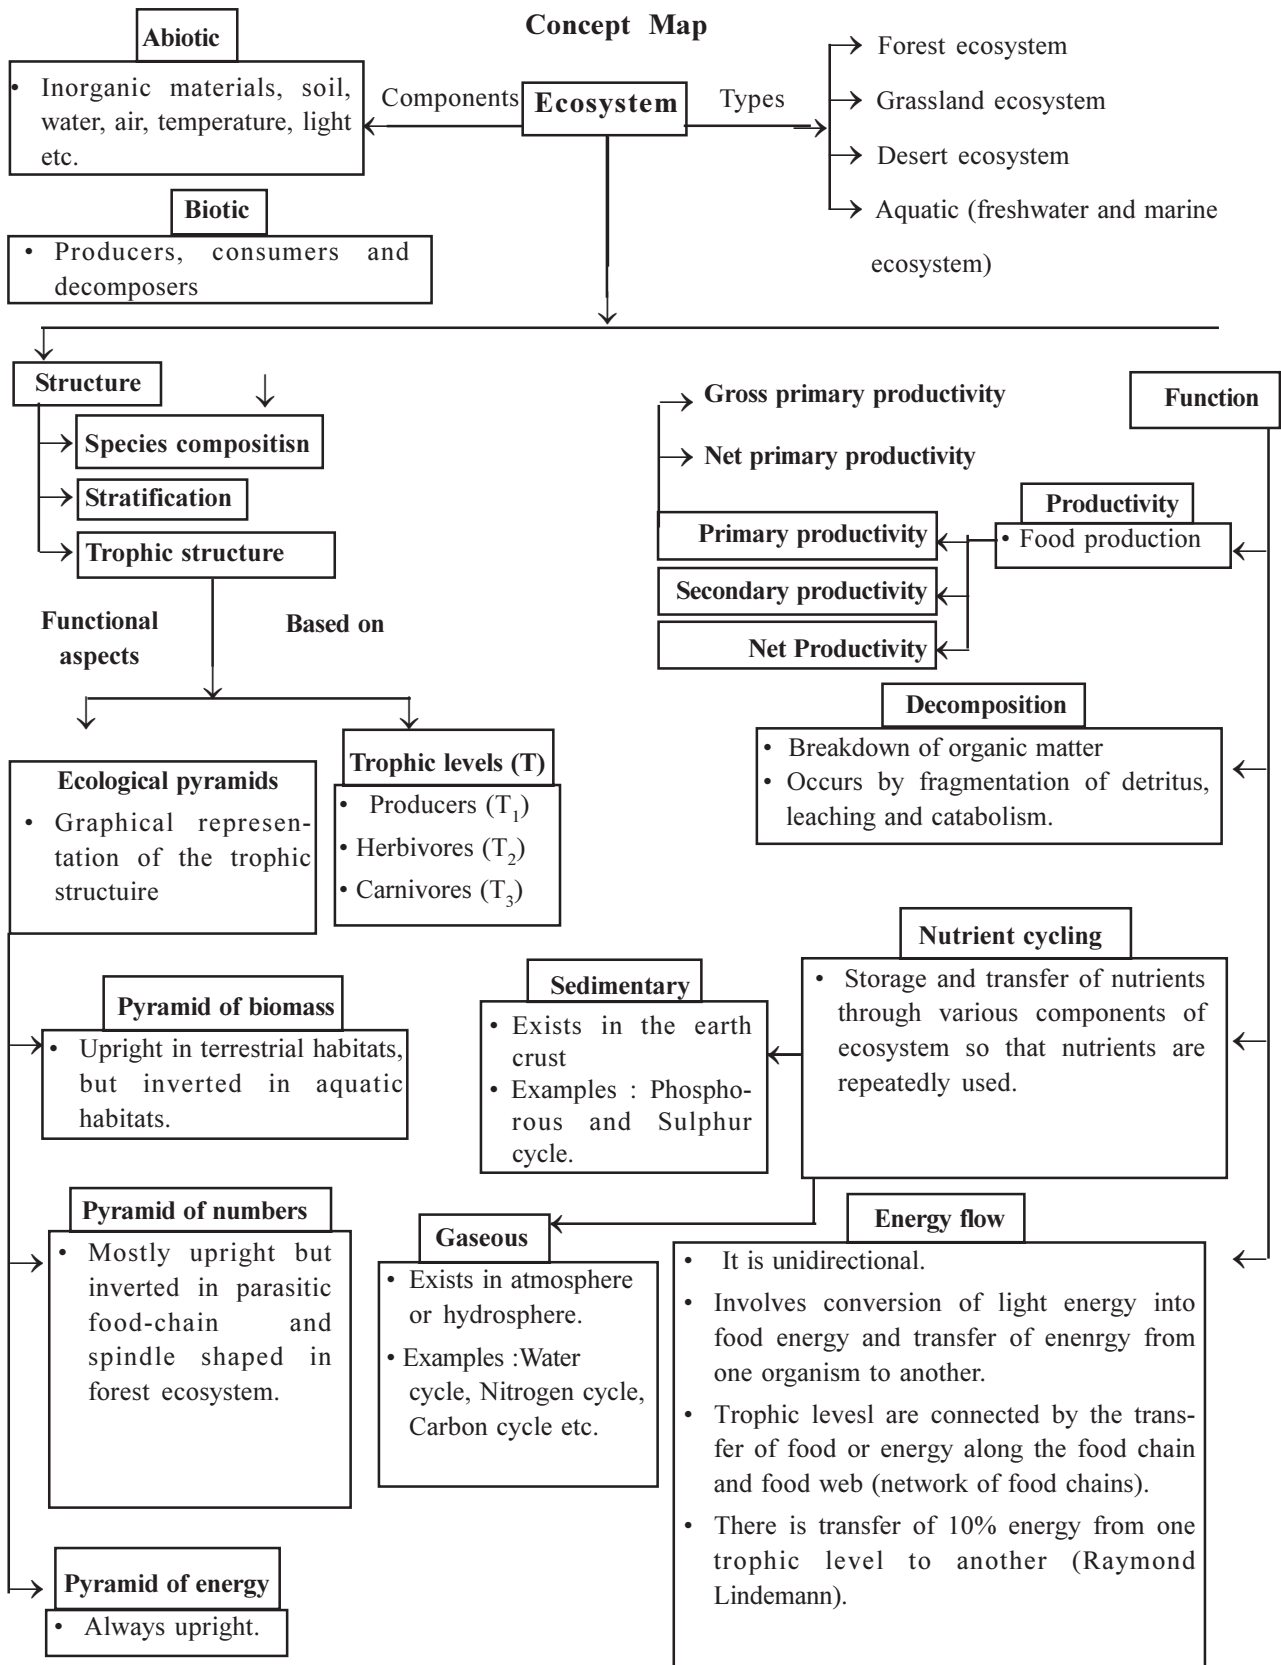 Concept Map
Abiotic
• Inorganic materials, soil,
water, air, temperature, light
etc.
Components
Ecosystem
Types
Forest ecosystem
Grassland ecosystem
Desert ecosystem
Aquatic (freshwater and marine
ecosystem)
Biotic
• Producers, consumers and
decomposers
Structure
Species compositisn
Stratification
Trophic structure
Functional
aspects
Based on
Gross primary productivity
Net primary productivity
Primary productivity
Secondary productivity
Net Productivity
Function
Productivity
• Food production
Decomposition
• Breakdown of organic matter
• Occurs by fragmentation of detritus,
leaching and catabolism.
Ecological pyramids
• Graphical represen-
tation of the trophic
structuire
Trophic levels (T)
• Producers (T1)
• Herbivores (T2)
• Carnivores (T3)
Nutrient cycling
• Storage and transfer of nutrients
through various components of
ecosystem so that nutrients are
repeatedly used.
Sedimentary
• Exists in the earth
crust
• Examples : Phospho-
rous and Sulphur
cycle.
Pyramid of biomass
• Upright in terrestrial habitats,
but inverted in aquatic
habitats.
Pyramid of numbers
• Mostly upright but
inverted in parasitic
food-chain and
spindle shaped in
forest ecosystem.
Gaseous
• Exists in atmosphere
or hydrosphere.
• Examples :Water
cycle, Nitrogen cycle,
Carbon cycle etc.
Energy flow
• It is unidirectional.
• Involves conversion of light energy into
food energy and transfer of enenrgy from
one organism to another.
• Trophic levesl are connected by the trans-
fer of food or energy along the food chain
and food web (network of food chains).
• There is transfer of 10% energy from one
trophic level to another (Raymond
Lindemann).
Pyramid of energy
• Always upright.